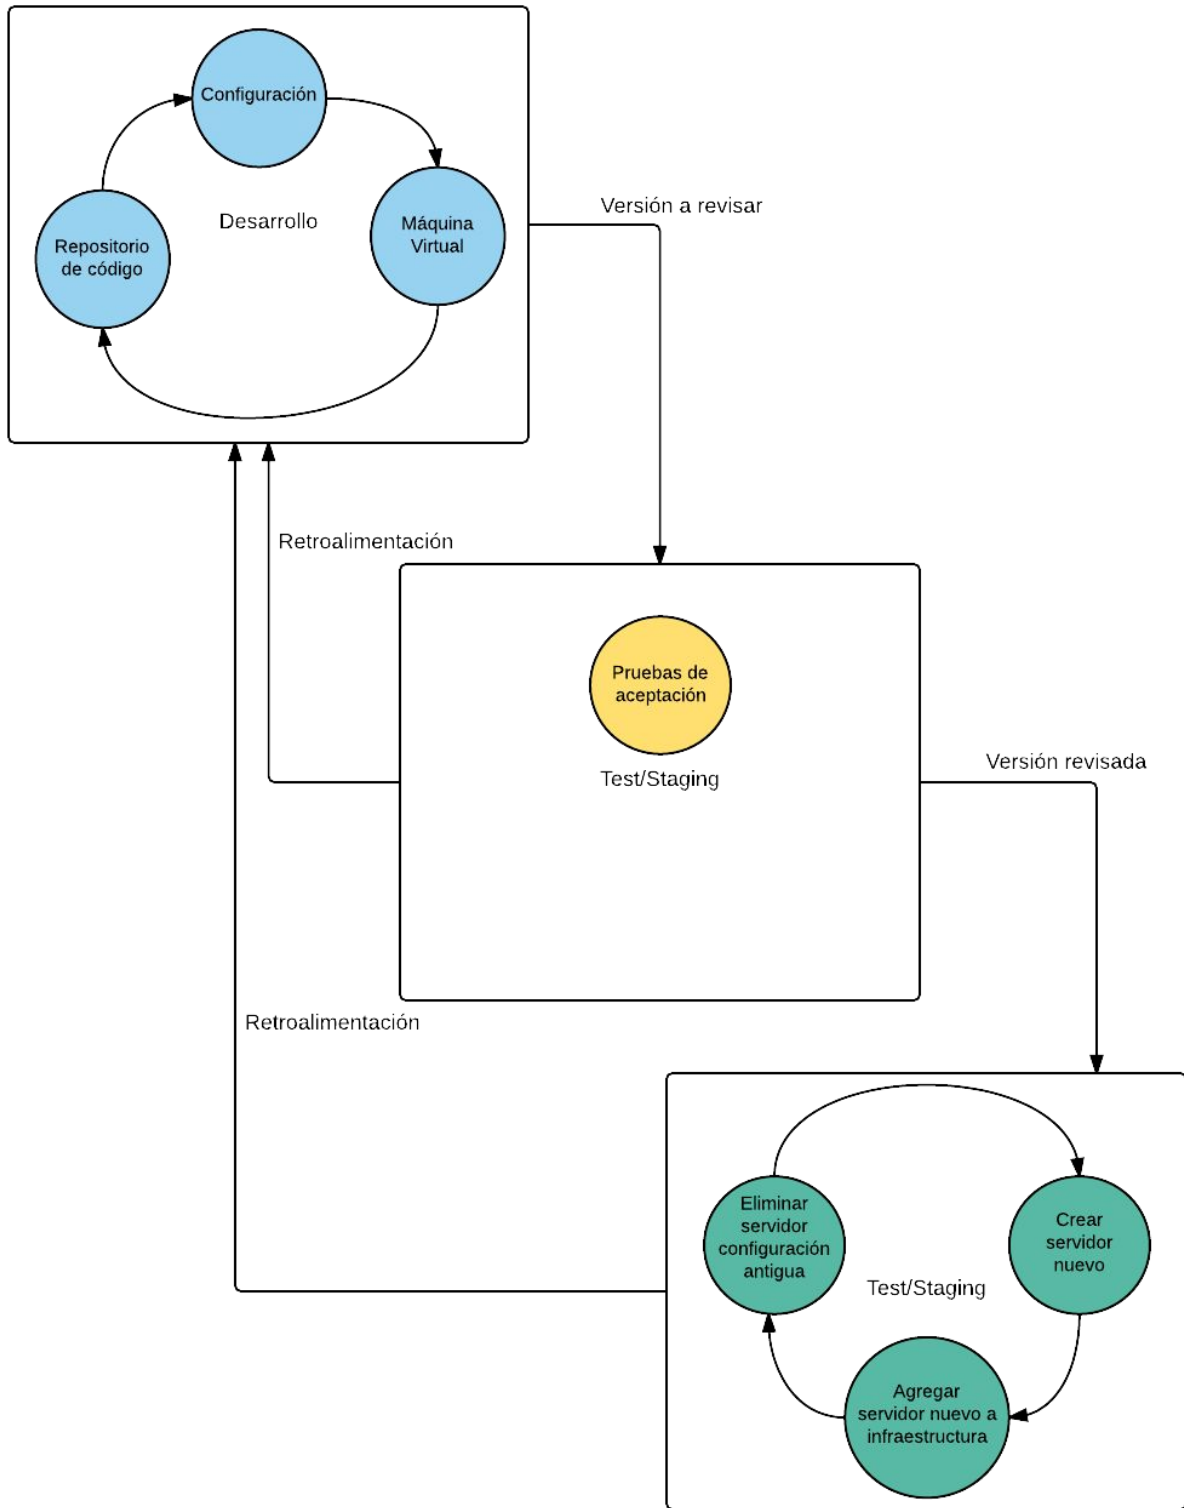 Configuración
Desarrollo
Repositorio
de código
Máquina
Virtual
Versión a revisar
Retroalimentación
Pruebas de
aceptación
Test/Staging
Versión revisada
Retroalimentación
Eliminar
servidor
configuración
antigua
Crear
servidor
nuevo
Test/Staging
Agregar
servidor nuevo a
infraestructura